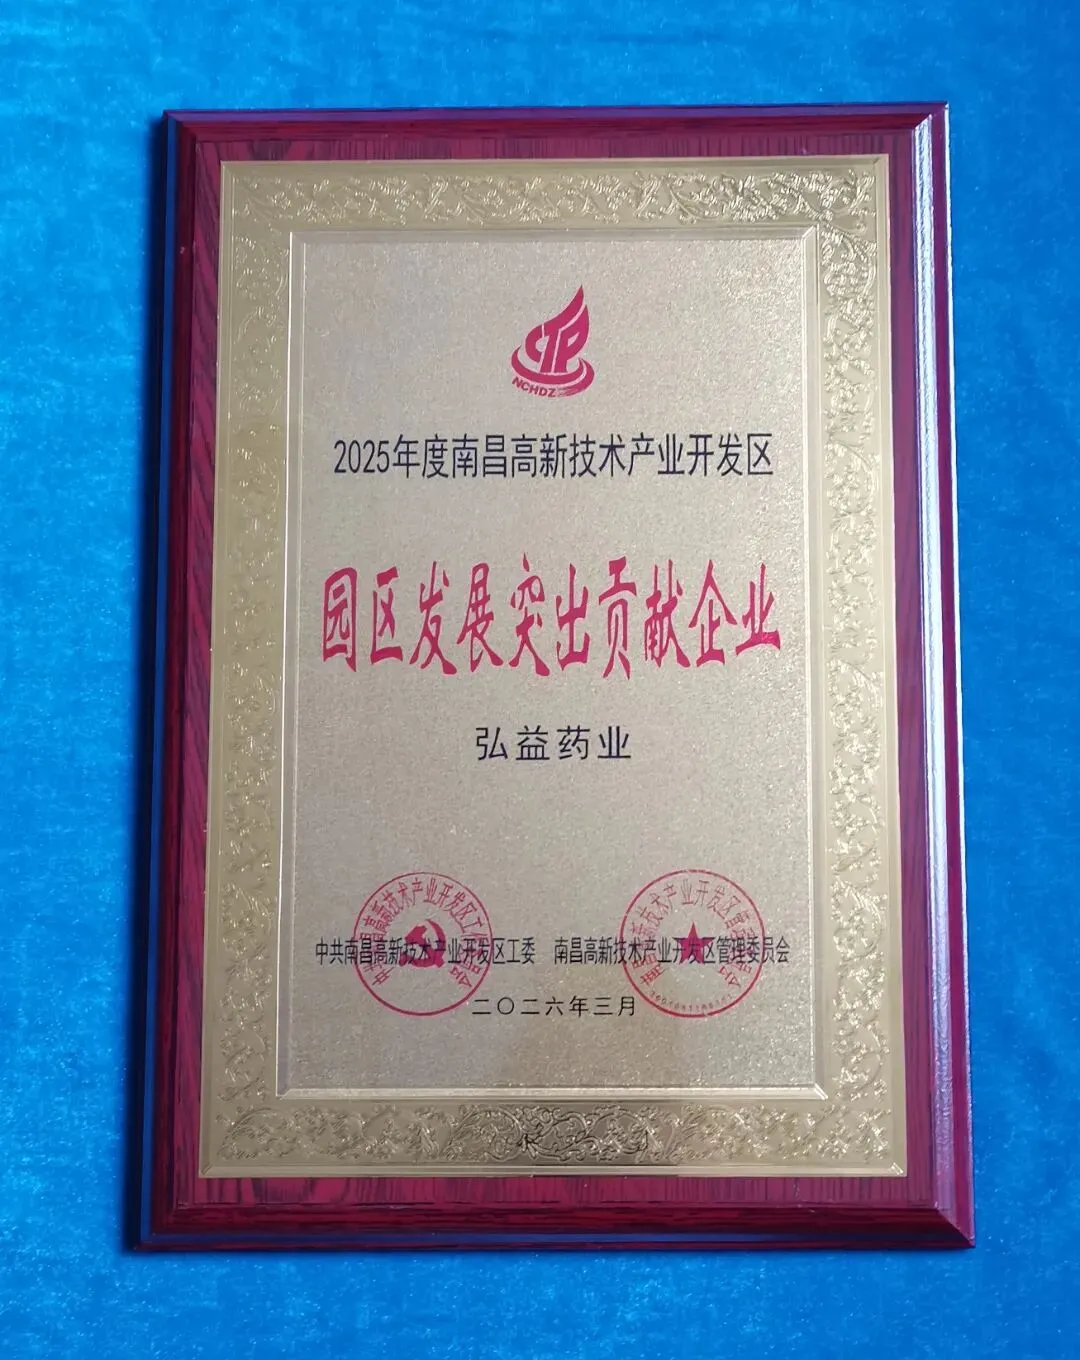 CTP
NCHDZ
2025年度南昌高新技术产业开发区
园区发展突出贡献企业
弘益药业
中共南昌高新技术产业开发区工委 南昌高新技术产业开发区管理委员会
二〇二六年三月